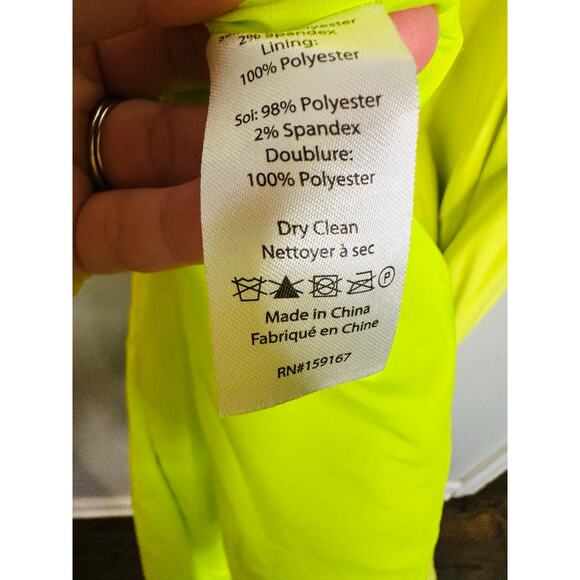 2% Spandex
Lining:
100% Polyester
Soi: 98% Polyester
2% Spandex
Doublure:
100% Polyester
Dry Clean
Nettoyer à sec
P
Made in China
Fabriqué en Chine
RN#159167